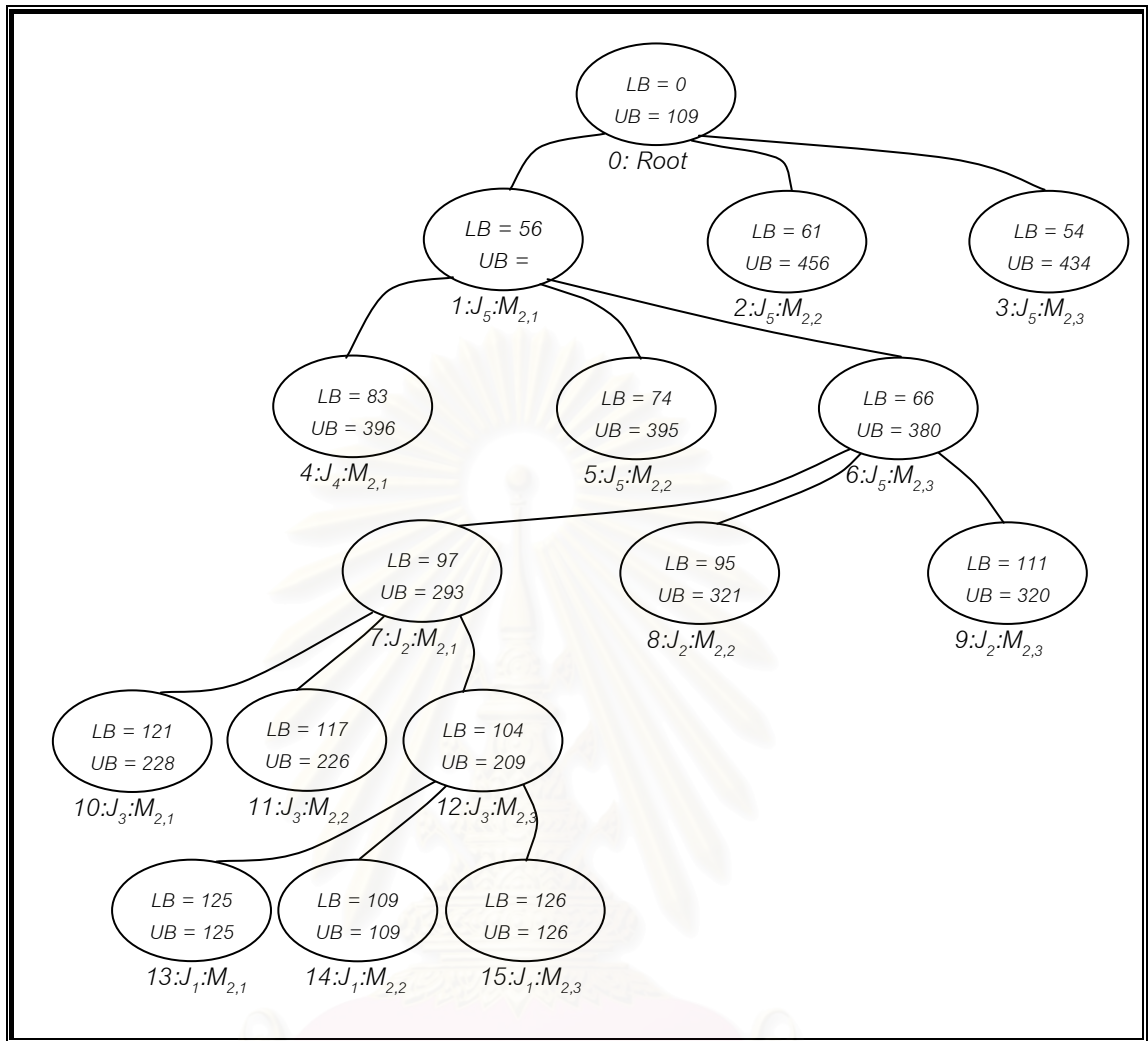 LB = 0
UB = 109
0: Root
LB = 56
UB =
1:J5:M2,1
LB = 61
UB = 456
2:J5:M2,2
LB = 54
UB = 434
3:J5:M2,3
LB = 83
UB = 396
4:J4:M2,1
LB = 74
UB = 395
5:J5:M2,2
LB = 66
UB = 380
6:J5:M2,3
LB = 97
UB = 293
7:J2:M2,1
LB = 95
UB = 321
8:J2:M2,2
LB = 111
UB = 320
9:J2:M2,3
LB = 121
UB = 228
10:J3:M2,1
LB = 117
UB = 226
11:J3:M2,2
LB = 104
UB = 209
12:J3:M2,3
LB = 125
UB = 125
13:J1:M2,1
LB = 109
UB = 109
14:J1:M2,2
LB = 126
UB = 126
15:J1:M2,3